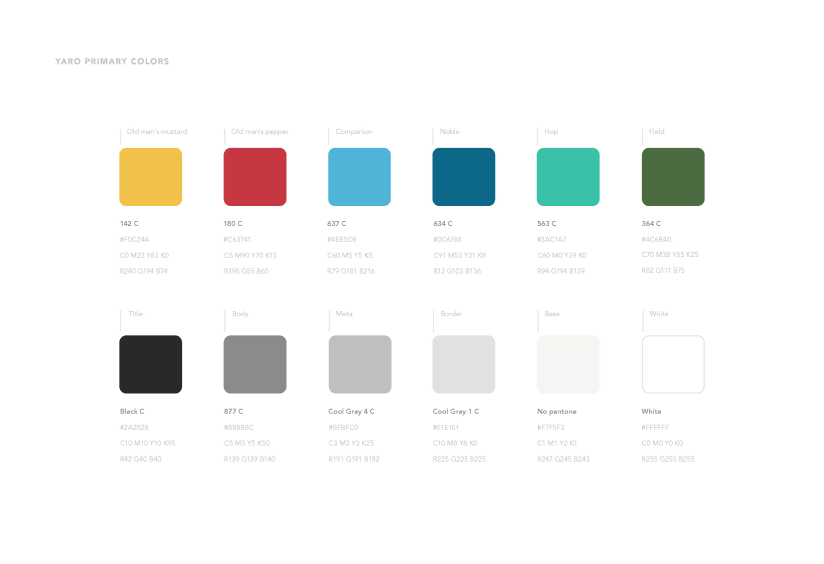 YARO PRIMARY COLORS
Old man's mustard
Old man's pepper
Companion
Noble
Hop
Field
142 C
180 C
637 C
634 C
563 C
364 C
#F0C24A
#C63741
#4EB5D8
#0C6788
#3AC1A7
#4C6B40
C0 M23 Y83 K0
C5 M90 Y70 K15
C60 M5 Y5 K5
C91 M53 Y31 K8
C60 M0 Y39 K0
C70 M38 Y85 K25
R240 G194 B74
R198 G55 B65
R79 G181 B216
R12 G103 B136
R94 G194 B139
R82 G111 B75
Title
Body
Meta
Border
Base
White
Black C
877 C
Cool Gray 4 C
Cool Gray 1 C
No pantone
White
#2A2828
#8B8B8C
#BFBFC0
#E1E1E1
#F7F5F3
#FFFFFF
C10 M10 Y10 K95
C5 M5 Y5 K50
C3 M3 Y3 K25
C10 M8 Y8 K0
C1 M1 Y2 K1
C0 M0 Y0 K0
R42 G40 B40
R139 G139 B140
R191 G191 B192
R225 G225 B225
R247 G245 B243
R255 G255 B255